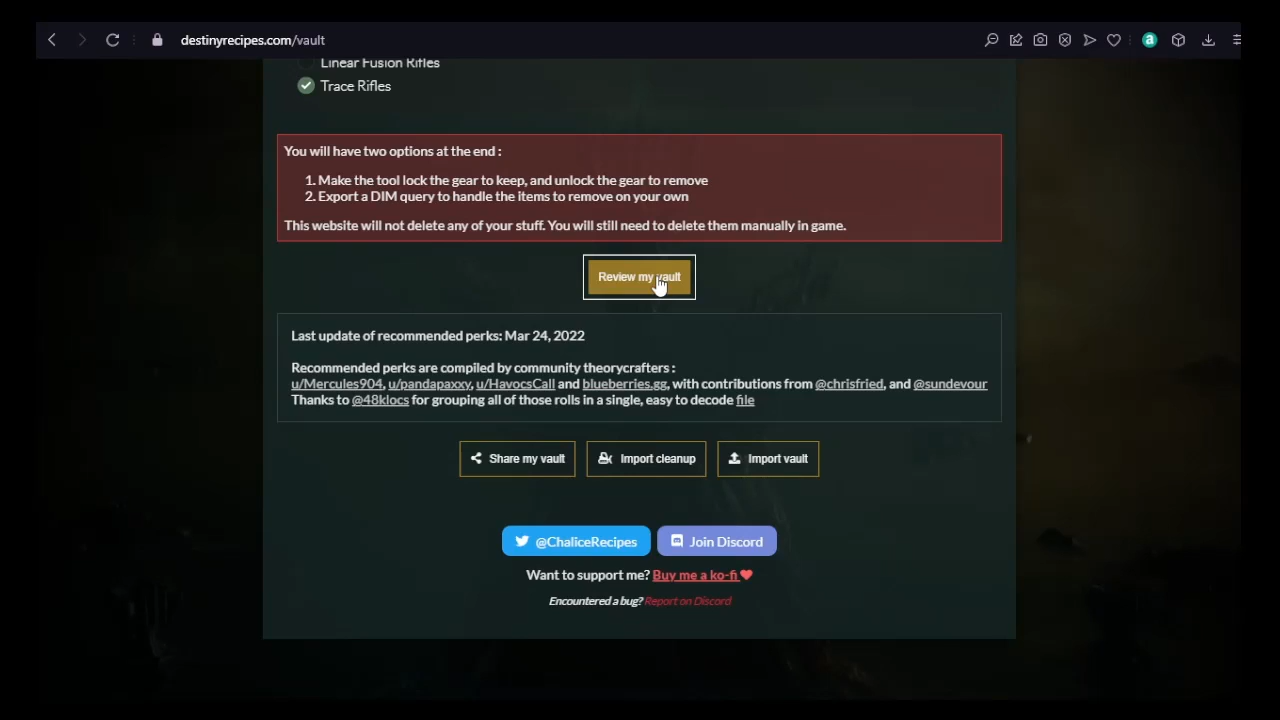 destinyrecipes.com/vault
Linear Fusion Rifles
Trace Rifles
You will have two options at the end :
1. Make the tool lock the gear to keep, and unlock the gear to remove
2. Export a DIM query to handle the items to remove on your own
This website will not delete any of your stuff. You will still need to delete them manually in game.
Review my vault
Last update of recommended perks: Mar 24, 2022
Recommended perks are compiled by community theorycrafters :
u/Mercules904, u/pandapaxxy, u/HavocsCall and blueberries.gg, with contributions from @chrisfried, and @sundevour
Thanks to @48klocs for grouping all of those rolls in a single, easy to decode file
Share my vault
Import cleanup
Import vault
@ChaliceRecipes
Join Discord
Want to support me? Buy me a ko-fi
Encountered a bug? Report on Discord